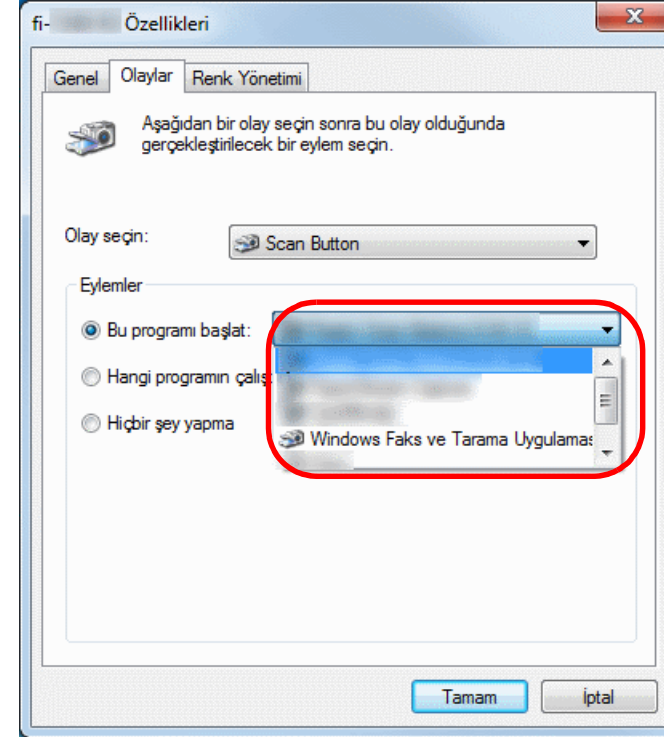 fi- Özellikleri
Genel Olaylar Renk Yönetimi
Aşağıdan bir olay seçin sonra bu olay olduğunda
gerçekleştirilecek bir eylem seçin.
Olay seçin: Scan Button
Eylemler
Bu programı başlat:
Hangi programın çalış
Windows Faks ve Tarama Uygulamas
Hiçbir şey yapma
Tamam İptal